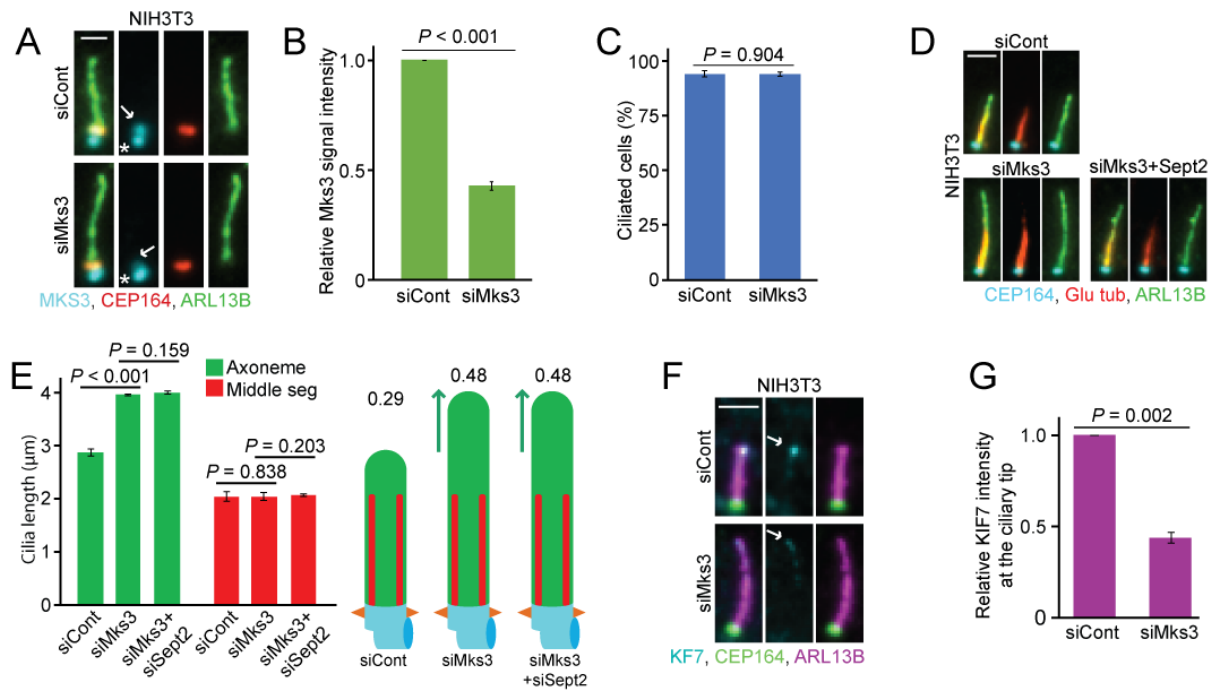 A
NIH3T3
siCont
*
siMks3
*
MKS3, CEP164, ARL13B
B
P < 0.001
Relative Mks3 signal intensity
1.0
0.5
0
siCont siMks3
C
P = 0.904
Ciliated cells (%)
100
75
50
25
0
siCont siMks3
D
siCont
NIH3T3
siMks3
siMks3+Sept2
CEP164, Glu tub, ARL13B
E
P = 0.159
P < 0.001
Axoneme
Middle seg
P = 0.203
P = 0.838
Cilia length (μm)
4
3
2
1
0
siCont
siMks3
siMks3+
siSept2
siCont
siMks3
siMks3+
siSept2
0.29
0.48
0.48
siCont
siMks3
siMks3
+siSept2
F
NIH3T3
siCont
siMks3
KF7, CEP164, ARL13B
G
P = 0.002
Relative KIF7 intensity
at the ciliary tip
1.0
0.5
0
siCont siMks3